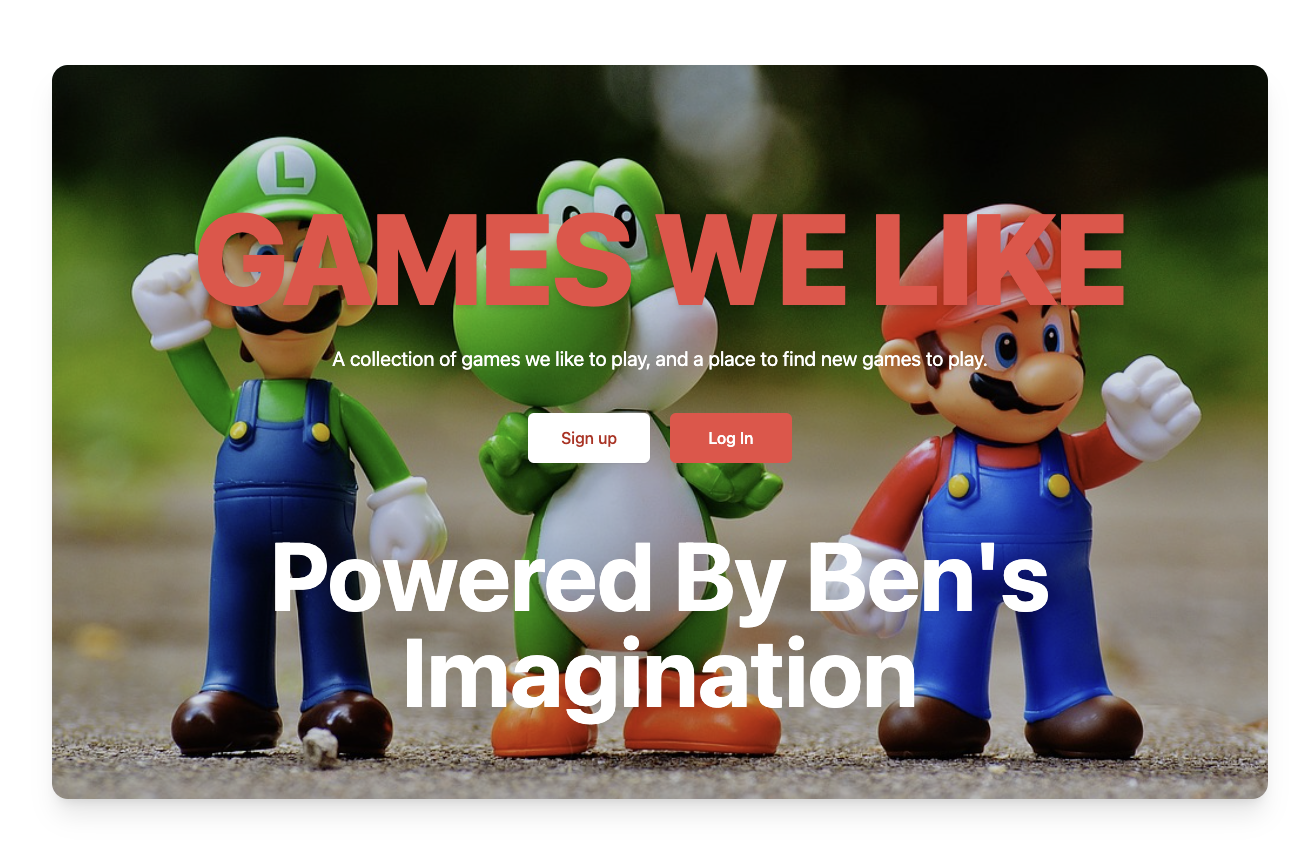 L
GAMES WE LIKE
A collection of games we like to play, and a place to find new games to play.
Sign up
Log In
Powered By Ben's
Imagination